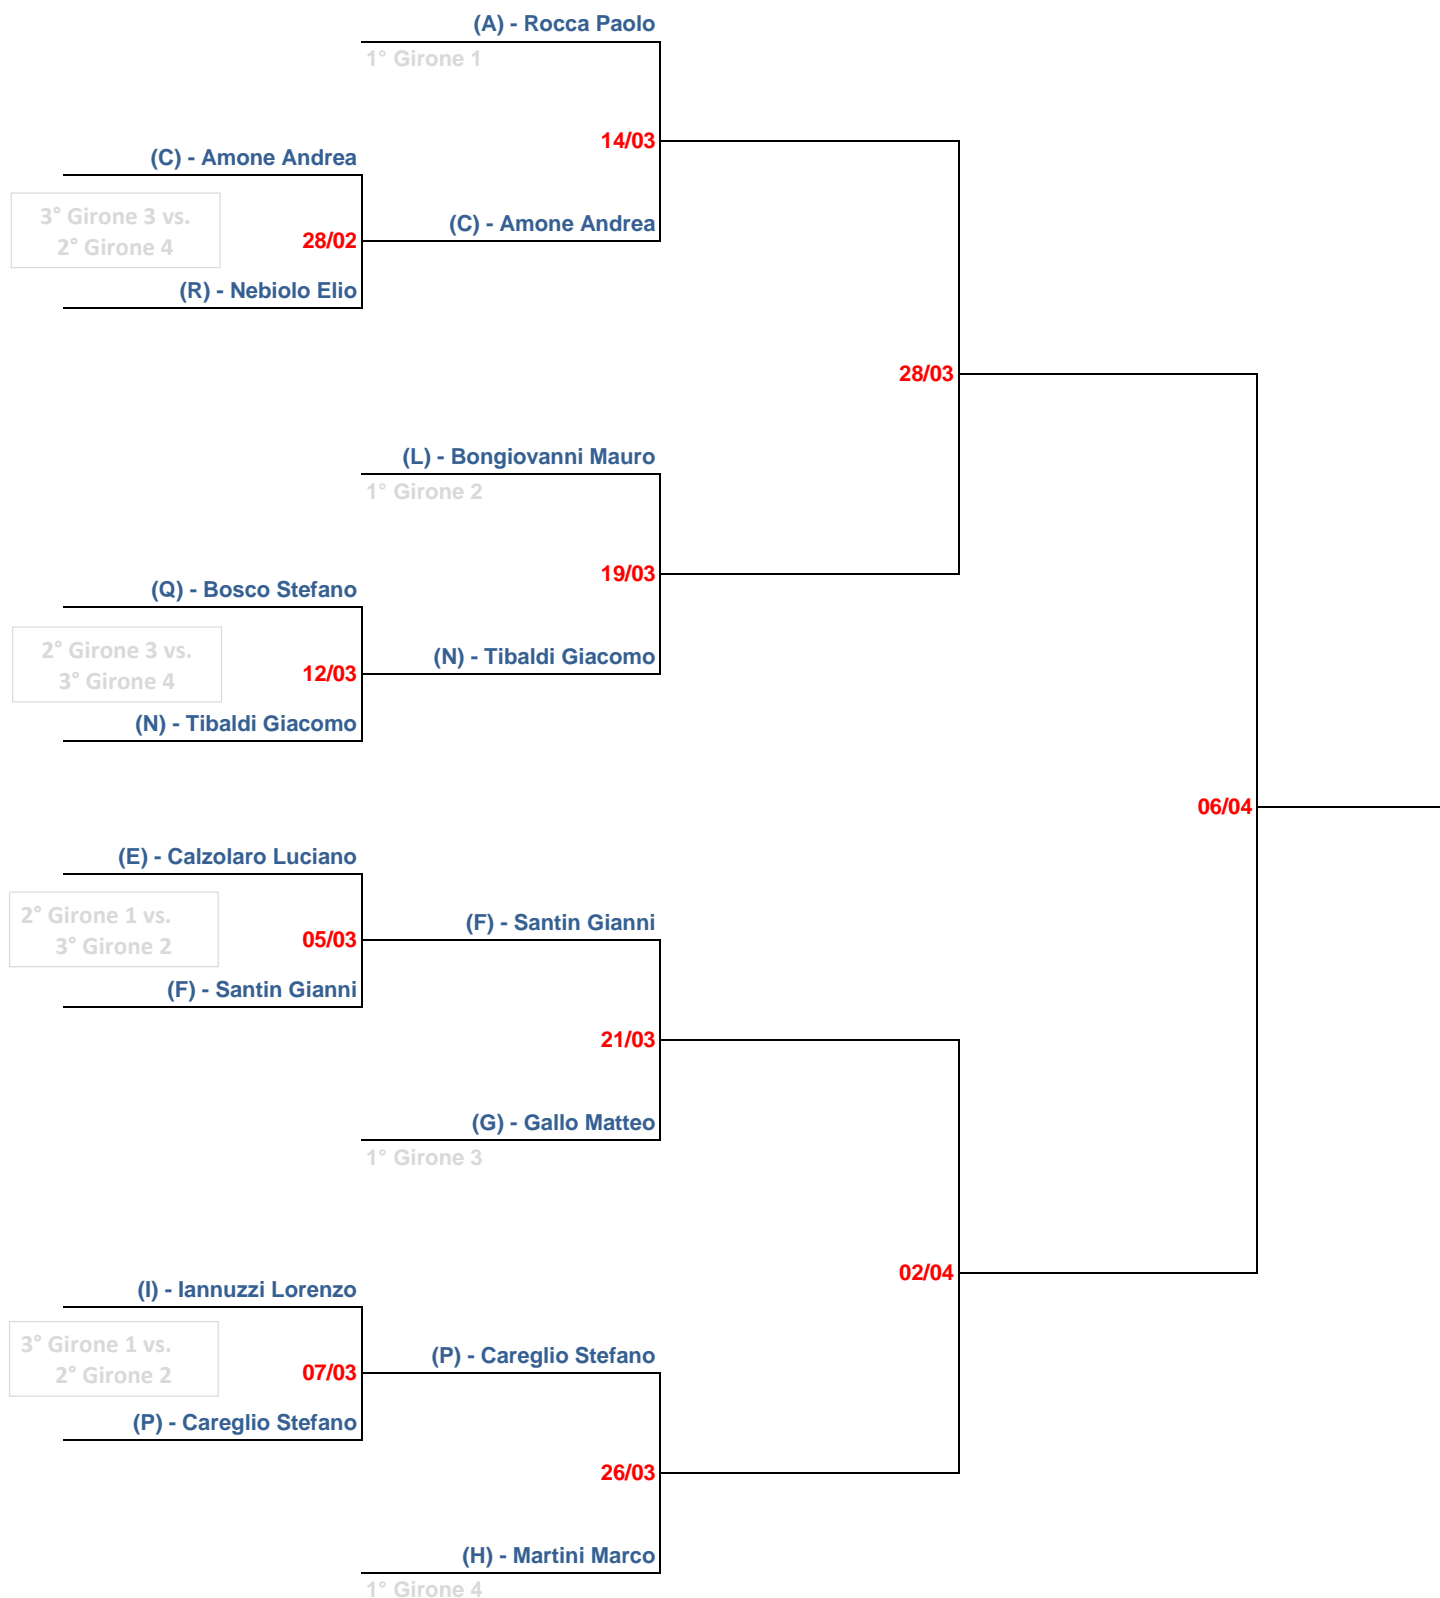 (A) - Rocca Paolo
1° Girone 1
14/03
(C) - Amone Andrea
3° Girone 3 vs.
2° Girone 4
28/02
(C) - Amone Andrea
(R) - Nebiolo Elio
28/03
(L) - Bongiovanni Mauro
1° Girone 2
19/03
(Q) - Bosco Stefano
2° Girone 3 vs.
3° Girone 4
12/03
(N) - Tibaldi Giacomo
(N) - Tibaldi Giacomo
06/04
(E) - Calzolaro Luciano
2° Girone 1 vs.
3° Girone 2
05/03
(F) - Santin Gianni
(F) - Santin Gianni
21/03
(G) - Gallo Matteo
1° Girone 3
02/04
(I) - Iannuzzi Lorenzo
3° Girone 1 vs.
2° Girone 2
07/03
(P) - Careglio Stefano
(P) - Careglio Stefano
26/03
(H) - Martini Marco
1° Girone 4